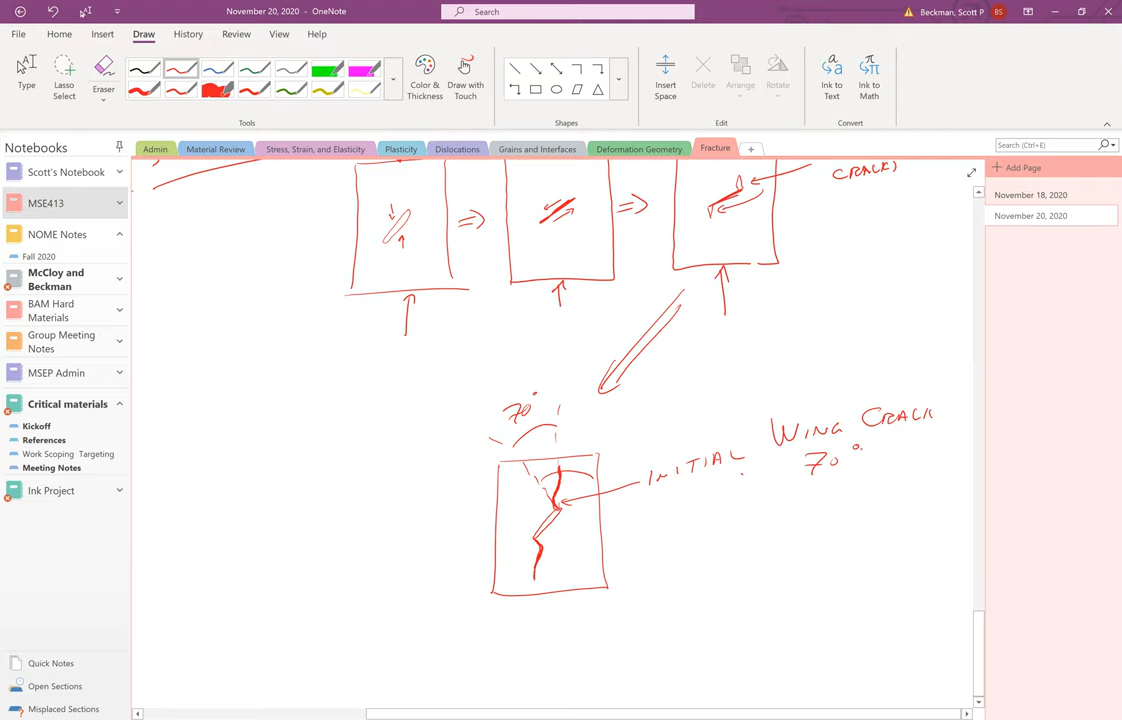 November 20, 2020 - OneNote
Search
Beckman, Scott P
BS
File
Home
Insert
Draw
History
Review
View
Help
Type
Lasso
Select
Eraser
Color &
Thickness
Draw with
Touch
Insert
Space
Delete
Arrange
Rotate
Ink to
Text
Ink to
Math
Tools
Shapes
Edit
Convert
Notebooks
Admin
Material Review
Stress, Strain, and Elasticity
Plasticity
Dislocations
Grains and Interfaces
Deformation Geometry
Fracture
Search (Ctrl+E)
Scott's Notebook
MSE413
NOME Notes
Fall 2020
McCloy and
Beckman
BAM Hard
Materials
Group Meeting
Notes
MSEP Admin
Critical materials
Kickoff
References
Work Scoping Targeting
Meeting Notes
Ink Project
Quick Notes
Open Sections
Misplaced Sections
Add Page
November 18, 2020
November 20, 2020
CRACKS
70°
WING CRACK
70°
INITIAL